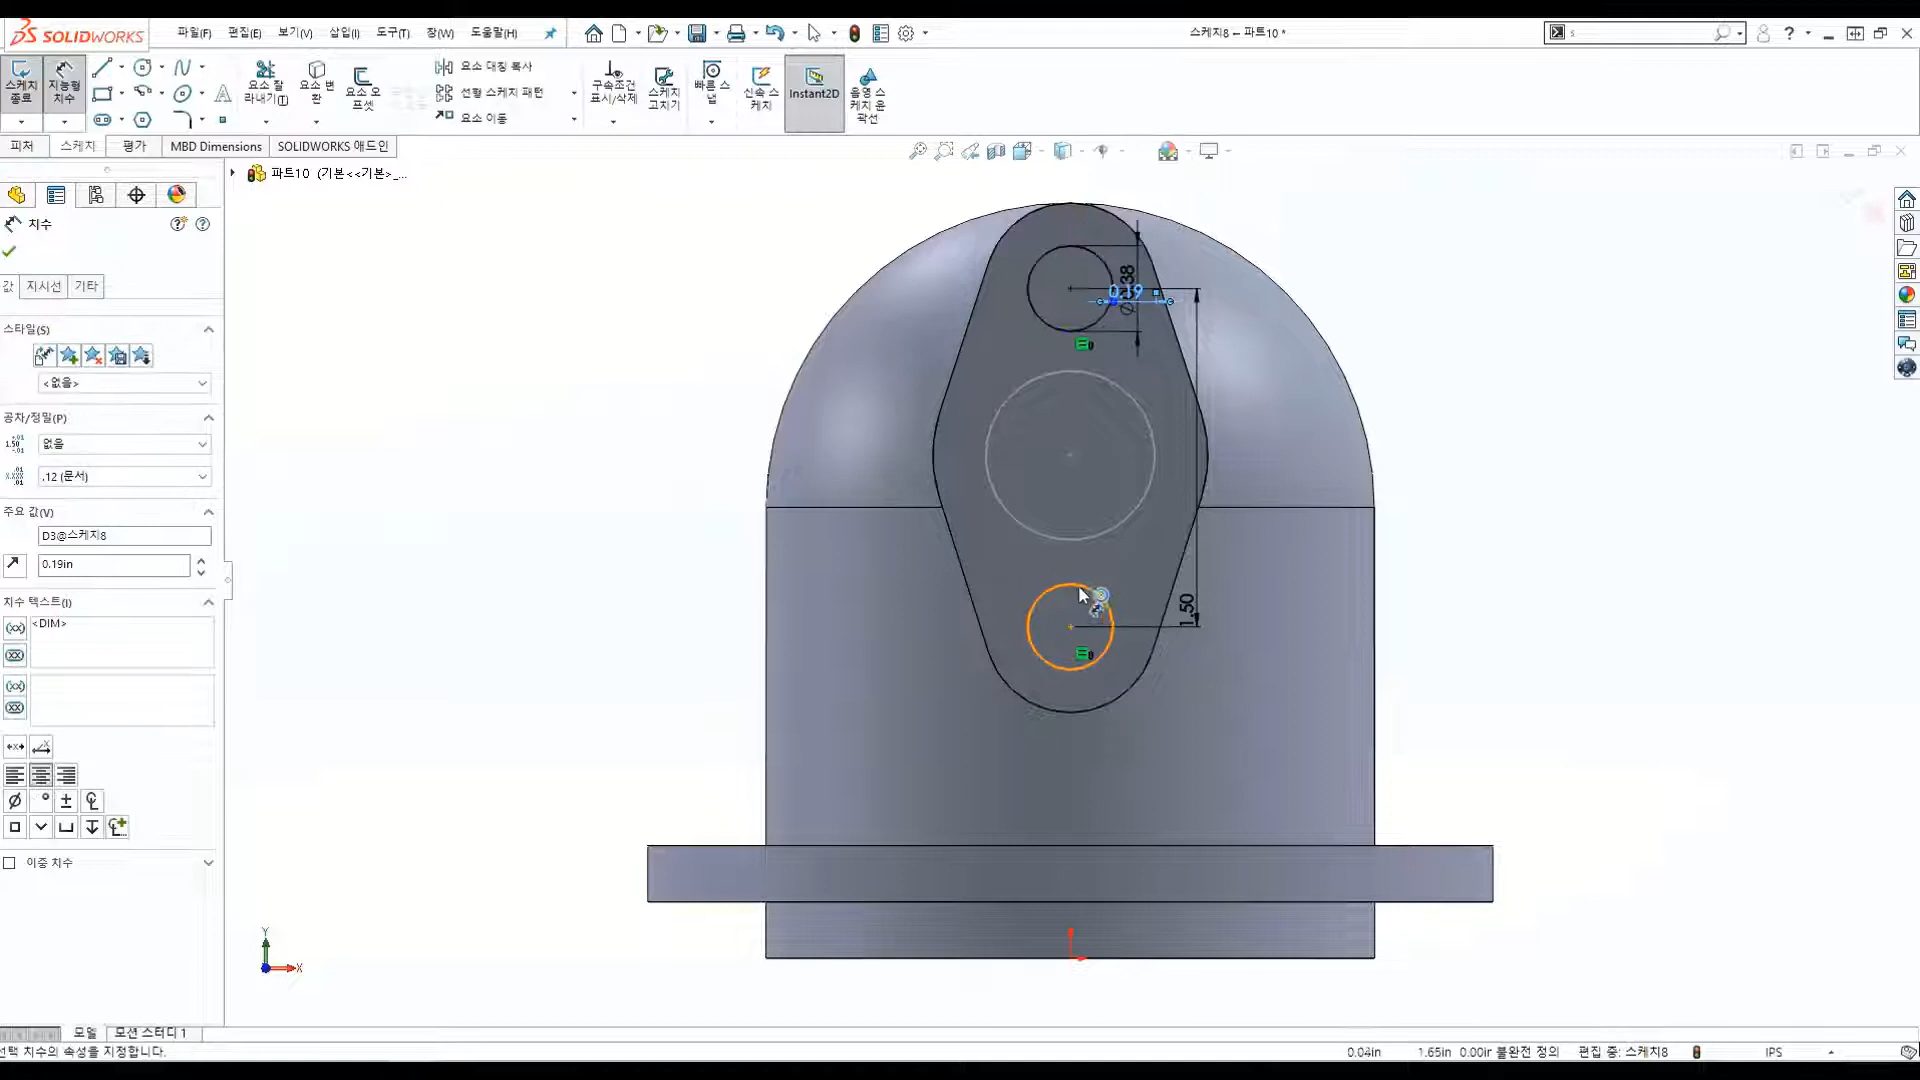 SOLIDWORKS
파일(F)
편집(E)
보기(V)
삽입(I)
도구(T)
창(W)
도움말(H)
스케치8 – 파트10 *
s
스케치 종료
지능형 치수
요소 잘라내기(T)
요소 변환
요소 오프셋
요소 대칭 복사
선형 스케치 패턴
요소 이동
구속조건 표시/삭제
스케치 고치기
빠른 스냅
신속 스케치
Instant2D
음영 스케치 윤곽선
피처
스케치
평가
MBD Dimensions
SOLIDWORKS 애드인
파트10 (기본<<기본>_...
치수
값
지시선
기타
스타일(S)
<없음>
공차/정밀(P)
없음
.12 (문서)
주요 값(V)
D3@스케치8
0.19in
치수 텍스트(I)
<DIM>
이중 치수
0.19
1.50
Y
X
모델
모션 스터디 1
선택 치수의 속성을 지정합니다.
0.04in
1.65in
0.00in
불완전 정의
편집 중: 스케치8
IPS